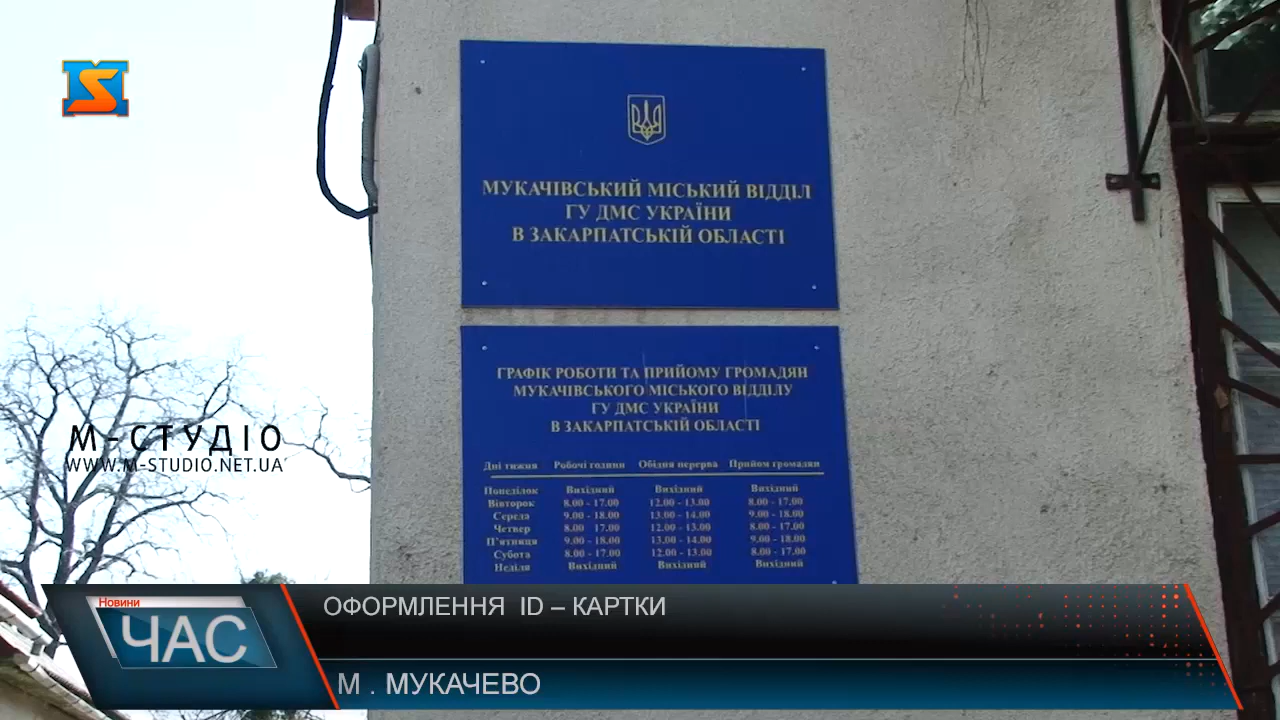 МУКАЧІВСЬКИЙ МІСЬКИЙ ВІДДІЛ
ГУ ДМС УКРАЇНИ
В ЗАКАРПАТСЬКІЙ ОБЛАСТІ
ГРАФІК РОБОТИ ТА ПРИЙОМУ ГРОМАДЯН
МУКАЧІВСЬКОГО МІСЬКОГО ВІДДІЛУ
ГУ ДМС УКРАЇНИ
В ЗАКАРПАТСЬКІЙ ОБЛАСТІ
Дні тижня Робочі години Обідня перерва Прийом громадян
Понеділок Вихідний Вихідний Вихідний
Вівторок 8.00 - 17.00 12.00 - 13.00 8.00 - 17.00
Середа 9.00 - 18.00 13.00 - 14.00 9.00 - 18.00
Четвер 8.00 17.00 12.00 - 13.00 8.00 - 17.00
П'ятниця 9.00 - 18.00 13.00 - 14.00 9.00 - 18.00
Субота 8.00 - 17.00 12.00 - 13.00 8.00 - 17.00
Неділя Вихідний Вихідний Вихідний
М-СТУДІО
WWW.M-STUDIO.NET.UA
Новини
ЧАС
ОФОРМЛЕННЯ ID – КАРТКИ
М . МУКАЧЕВО